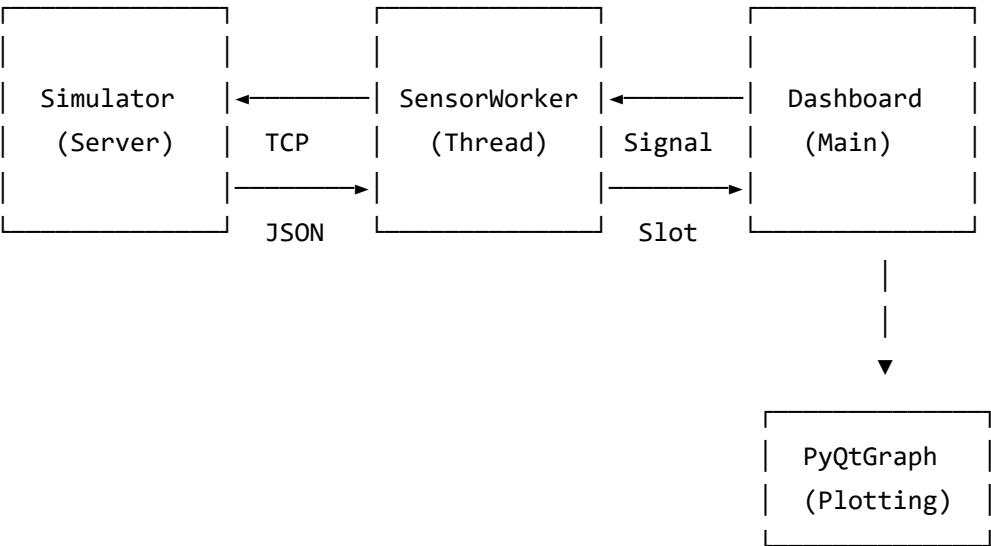 Simulator SensorWorker Dashboard
(Server) TCP (Thread) Signal (Main)
JSON Slot
PyQtGraph
(Plotting)